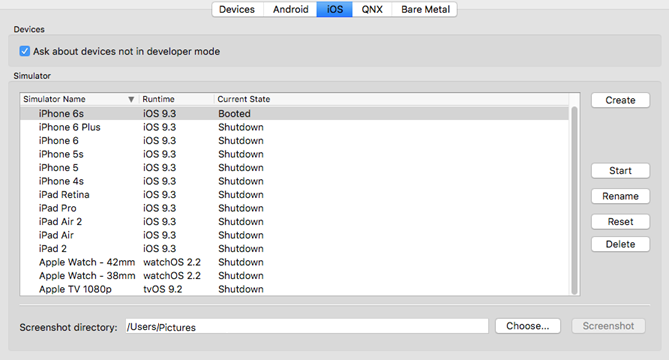 Devices Android iOS QNX Bare Metal
Devices
Ask about devices not in developer mode
Simulator
Simulator Name Runtime Current State
iPhone 6s iOS 9.3 Booted
iPhone 6 Plus iOS 9.3 Shutdown
iPhone 6 iOS 9.3 Shutdown
iPhone 5s iOS 9.3 Shutdown
iPhone 5 iOS 9.3 Shutdown
iPhone 4s iOS 9.3 Shutdown
iPad Retina iOS 9.3 Shutdown
iPad Pro iOS 9.3 Shutdown
iPad Air 2 iOS 9.3 Shutdown
iPad Air iOS 9.3 Shutdown
iPad 2 iOS 9.3 Shutdown
Apple Watch - 42mm watchOS 2.2 Shutdown
Apple Watch - 38mm watchOS 2.2 Shutdown
Apple TV 1080p tvOS 9.2 Shutdown
Create
Start
Rename
Reset
Delete
Screenshot directory: /Users/Pictures Choose... Screenshot